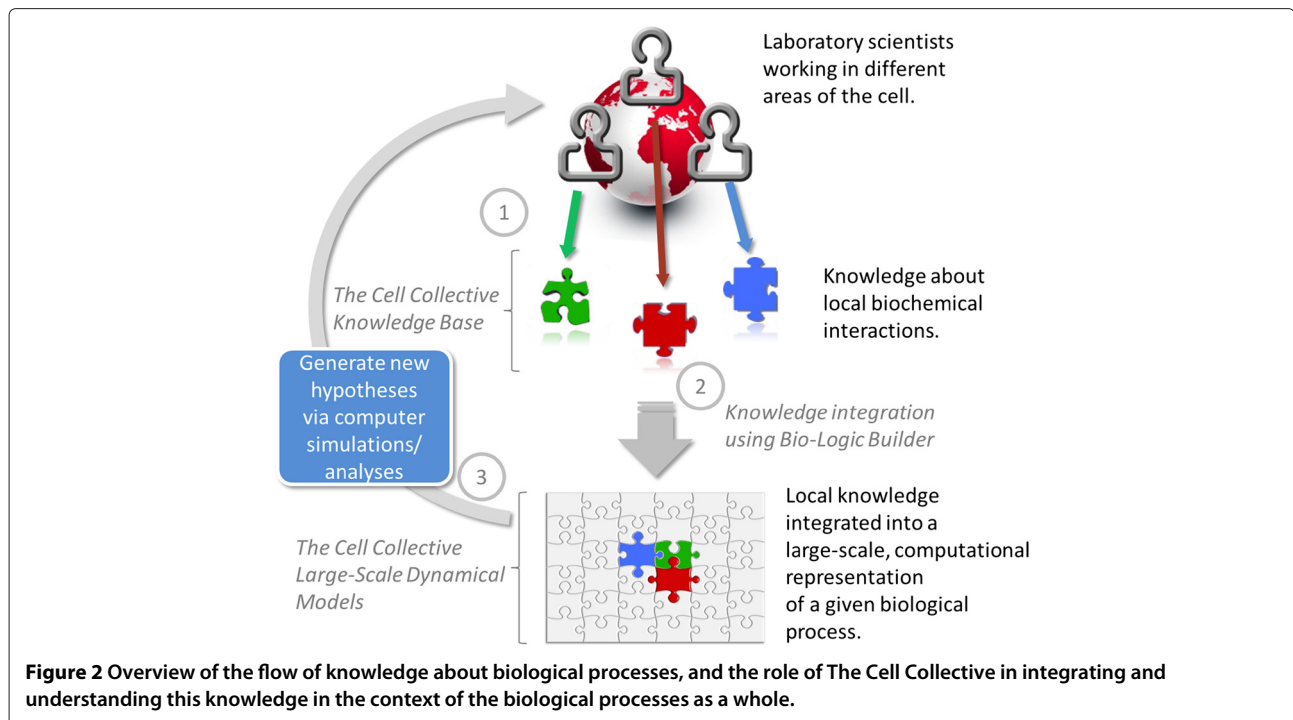 Laboratory scientists
working in different
areas of the cell.
1
The Cell Collective
Knowledge Base
Knowledge about
local biochemical
interactions.
Generate new
hypotheses
via computer
simulations/
analyses
2
Knowledge integration
using Bio-Logic Builder
3
The Cell Collective
Large-Scale Dynamical
Models
Local knowledge
integrated into a
large-scale, computational
representation
of a given biological
process.
Figure 2 Overview of the flow of knowledge about biological processes, and the role of The Cell Collective in integrating and
understanding this knowledge in the context of the biological processes as a whole.